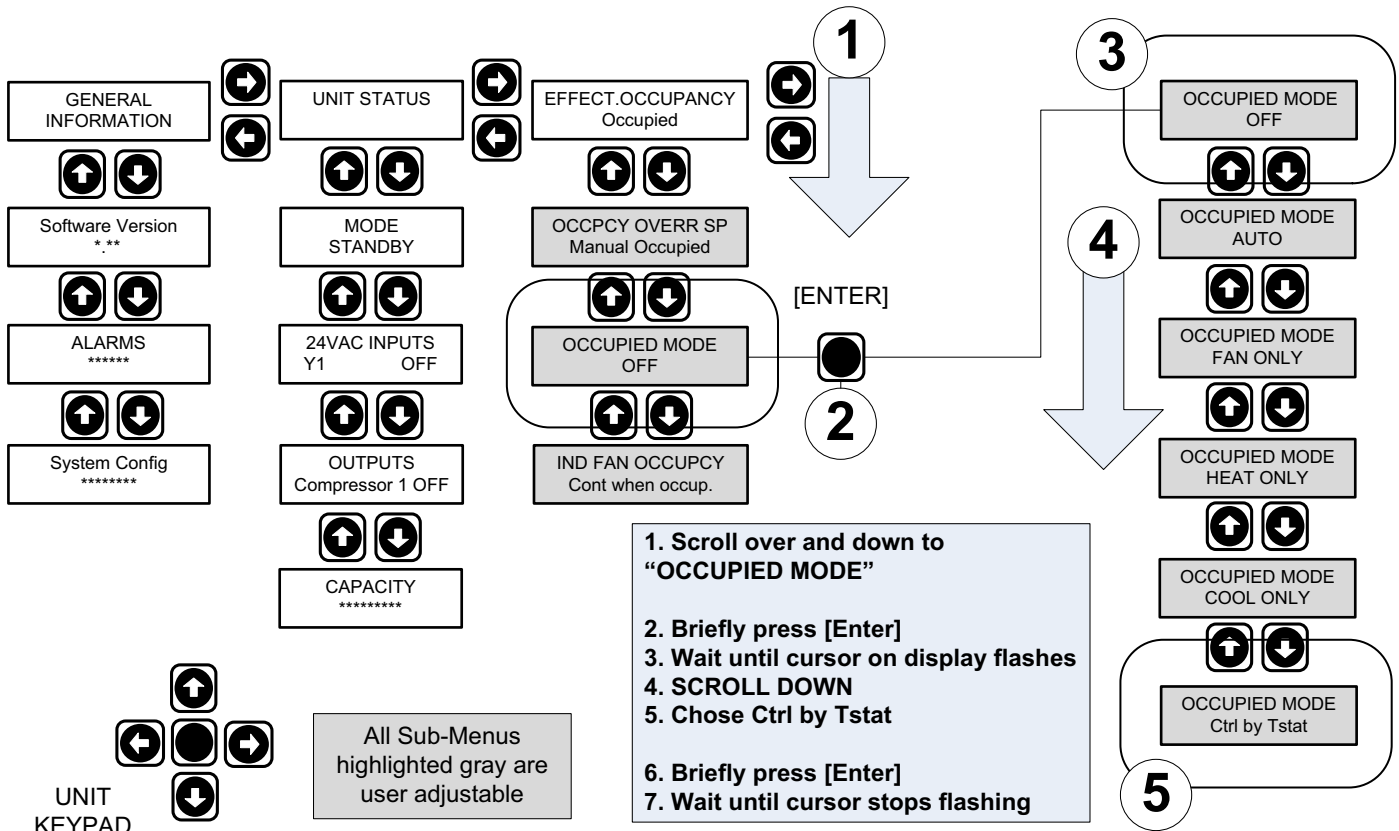 1
3
GENERAL
INFORMATION
UNIT STATUS
EFFECT.OCCUPANCY
Occupied
OCCUPIED MODE
OFF
Software Version
*.**
MODE
STANDBY
OCCPCY OVERR SP
Manual Occupied
OCCUPIED MODE
AUTO
4
[ENTER]
ALARMS
******
24VAC INPUTS
Y1 OFF
OCCUPIED MODE
OFF
2
OCCUPIED MODE
FAN ONLY
System Config
********
OUTPUTS
Compressor 1 OFF
IND FAN OCCUPCY
Cont when occup.
OCCUPIED MODE
HEAT ONLY
CAPACITY
*********
OCCUPIED MODE
COOL ONLY
OCCUPIED MODE
Ctrl by Tstat
5
1. Scroll over and down to
“OCCUPIED MODE”
2. Briefly press [Enter]
3. Wait until cursor on display flashes
4. SCROLL DOWN
5. Chose Ctrl by Tstat
6. Briefly press [Enter]
7. Wait until cursor stops flashing
All Sub-Menus
highlighted gray are
user adjustable
UNIT
KEYPAD